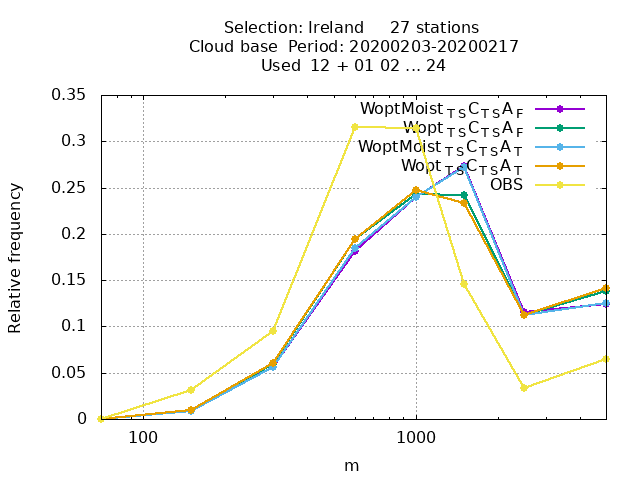 Selection: Ireland 27 stations
Cloud base Period: 20200203-20200217
Used 12 + 01 02 ... 24
0.35
0.3
0.25
0.2
0.15
0.1
0.05
0
Relative frequency
WoptMoist TS C TS A F
Wopt TS C TS A F
WoptMoist TS C TS A T
Wopt TS C TS A T
OBS
100 1000
m